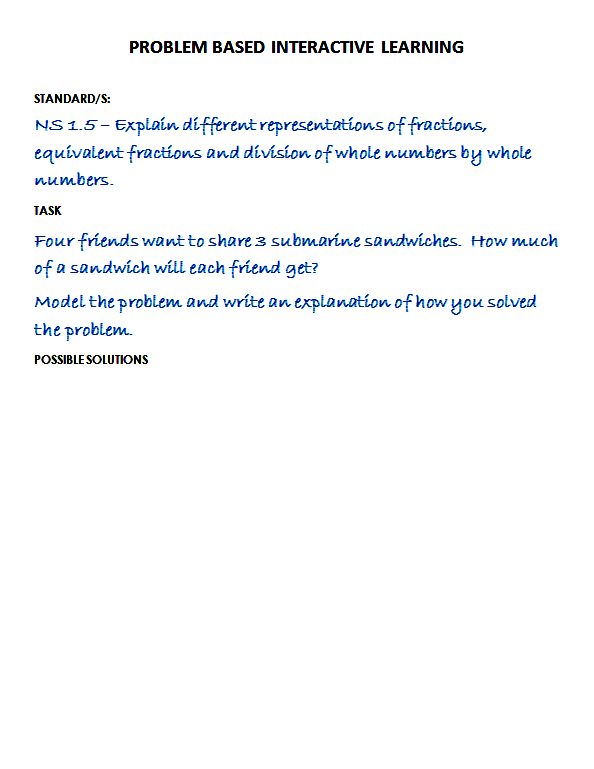 PROBLEM BASED INTERACTIVE LEARNING
STANDARD/S:
NS 1.5 – Explain different representations of fractions,
equivalent fractions and division of whole numbers by whole
numbers.
TASK
Four friends want to share 3 submarine sandwiches. How much
of a sandwich will each friend get?
Model the problem and write an explanation of how you solved
the problem.
POSSIBLE SOLUTIONS